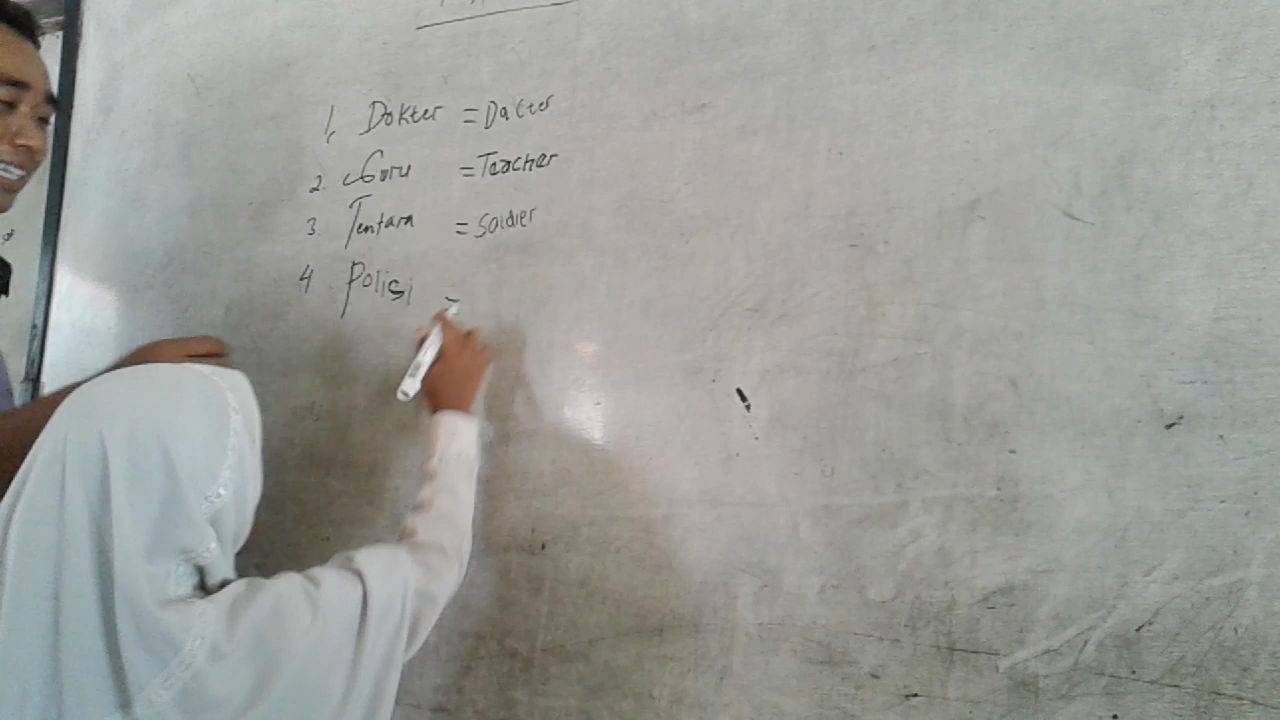 1. Dokter = Dacter
2. Guru = Teacher
3. Tentara = Soldier
4. Polisi =